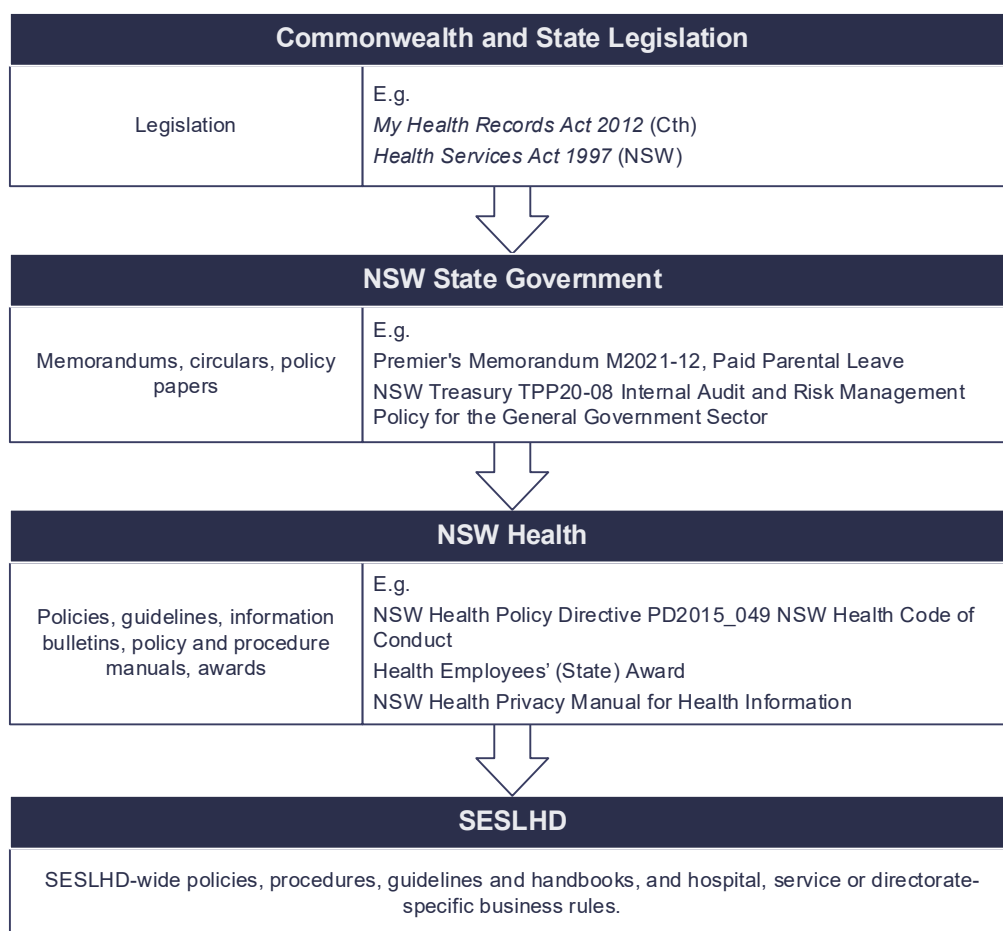 Commonwealth and State Legislation
Legislation
E.g.
My Health Records Act 2012 (Cth)
Health Services Act 1997 (NSW)
NSW State Government
Memorandums, circulars, policy
papers
E.g.
Premier's Memorandum M2021-12, Paid Parental Leave
NSW Treasury TPP20-08 Internal Audit and Risk Management
Policy for the General Government Sector
NSW Health
Policies, guidelines, information
bulletins, policy and procedure
manuals, awards
E.g.
NSW Health Policy Directive PD2015_049 NSW Health Code of
Conduct
Health Employees’ (State) Award
NSW Health Privacy Manual for Health Information
SESLHD
SESLHD-wide policies, procedures, guidelines and handbooks, and hospital, service or directorate-
specific business rules.